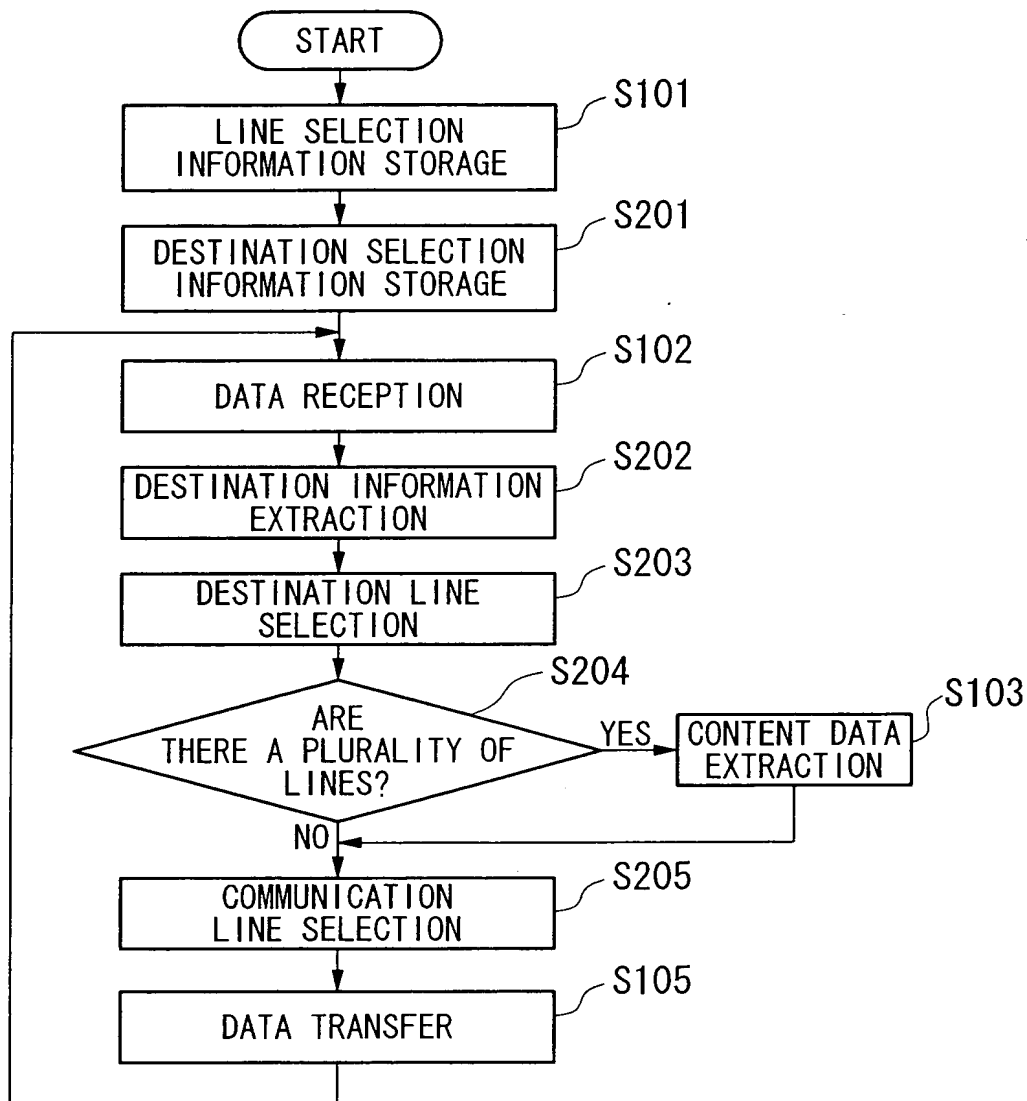 START
S101
LINE SELECTION
INFORMATION STORAGE
S201
DESTINATION SELECTION
INFORMATION STORAGE
S102
DATA RECEPTION
S202
DESTINATION INFORMATION
EXTRACTION
S203
DESTINATION LINE
SELECTION
S204
ARE
THERE A PLURALITY OF
LINES?
YES
S103
CONTENT DATA
EXTRACTION
NO
S205
COMMUNICATION
LINE SELECTION
S105
DATA TRANSFER